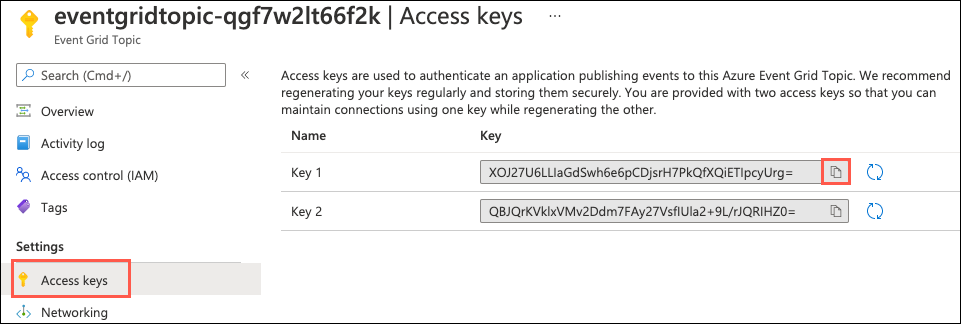 eventgridtopic-qgf7w2lt66f2k | Access keys ...
Event Grid Topic
Search (Cmd+/)
«
Overview
Activity log
Access control (IAM)
Tags
Settings
Access keys
Networking
Access keys are used to authenticate an application publishing events to this Azure Event Grid Topic. We recommend
regenerating your keys regularly and storing them securely. You are provided with two access keys so that you can
maintain connections using one key while regenerating the other.
Name Key
Key 1 XOJ27U6LLIaGdSwh6e6pCDjsrH7PkQfXQiETIpcyUrg=
Key 2 QBJQrKVklxVMv2Ddm7FAy27VsflUla2+9L/rJQRIHZ0=